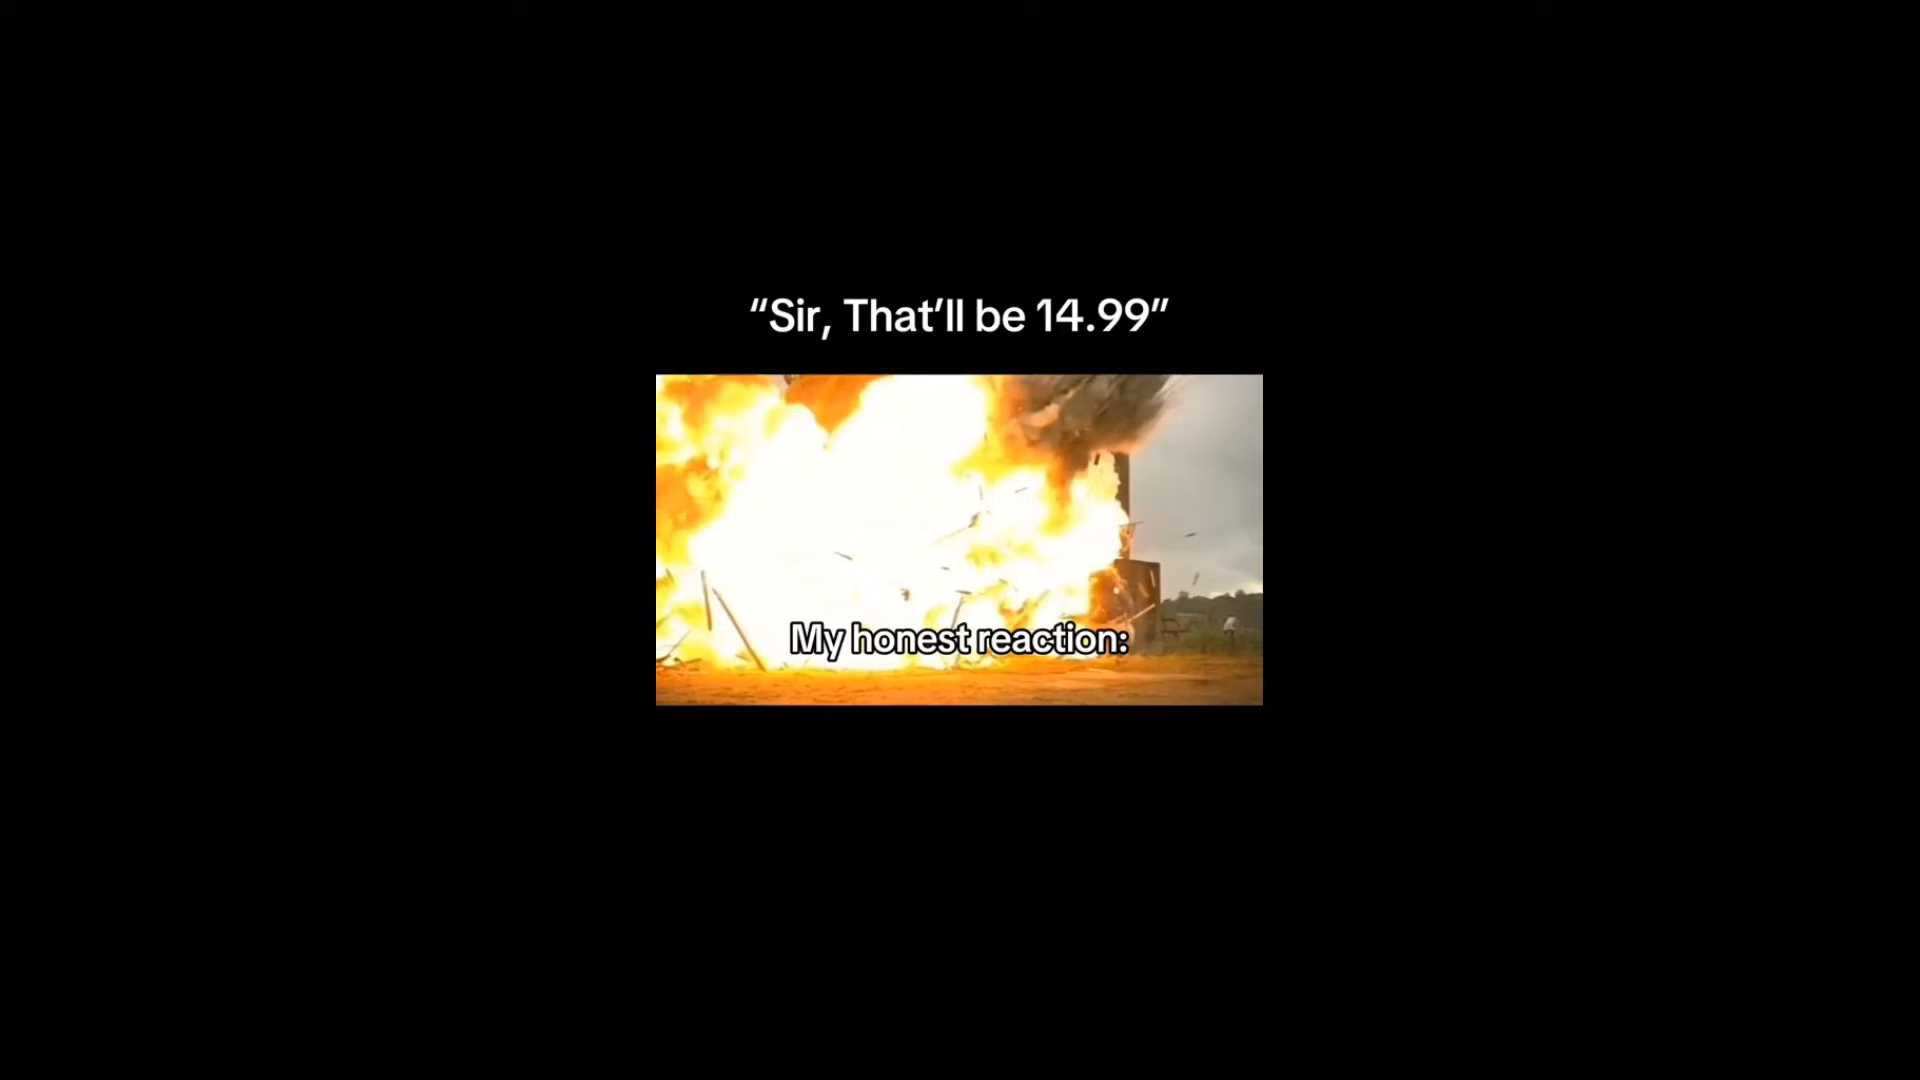 “Sir, That’ll be 14.99”
My honest reaction: